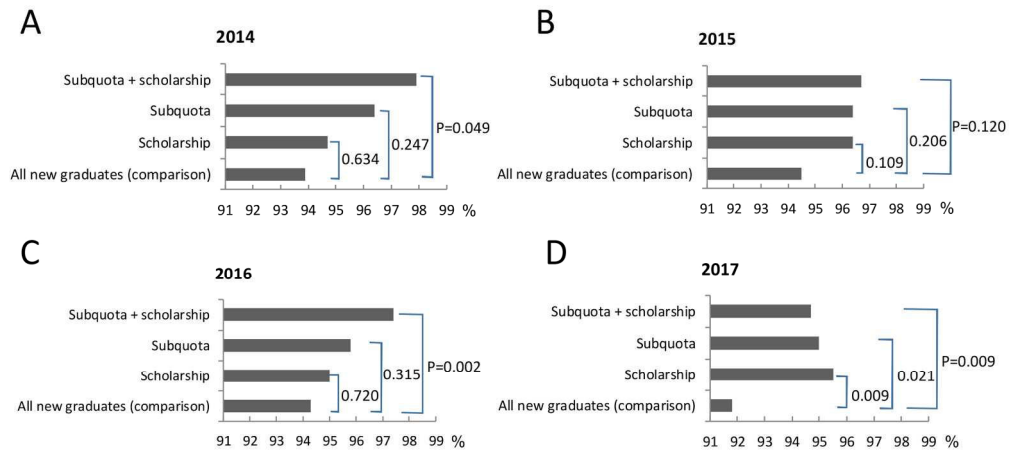 A
2014
Subquota + scholarship
Subquota
Scholarship
All new graduates (comparison)
0.634
0.247
P=0.049
91 92 93 94 95 96 97 98 99 %
B
2015
Subquota + scholarship
Subquota
Scholarship
All new graduates (comparison)
0.109
0.206
P=0.120
91 92 93 94 95 96 97 98 99 %
C
2016
Subquota + scholarship
Subquota
Scholarship
All new graduates (comparison)
0.720
0.315
P=0.002
91 92 93 94 95 96 97 98 99 %
D
2017
Subquota + scholarship
Subquota
Scholarship
All new graduates (comparison)
0.009
0.021
P=0.009
91 92 93 94 95 96 97 98 99 %